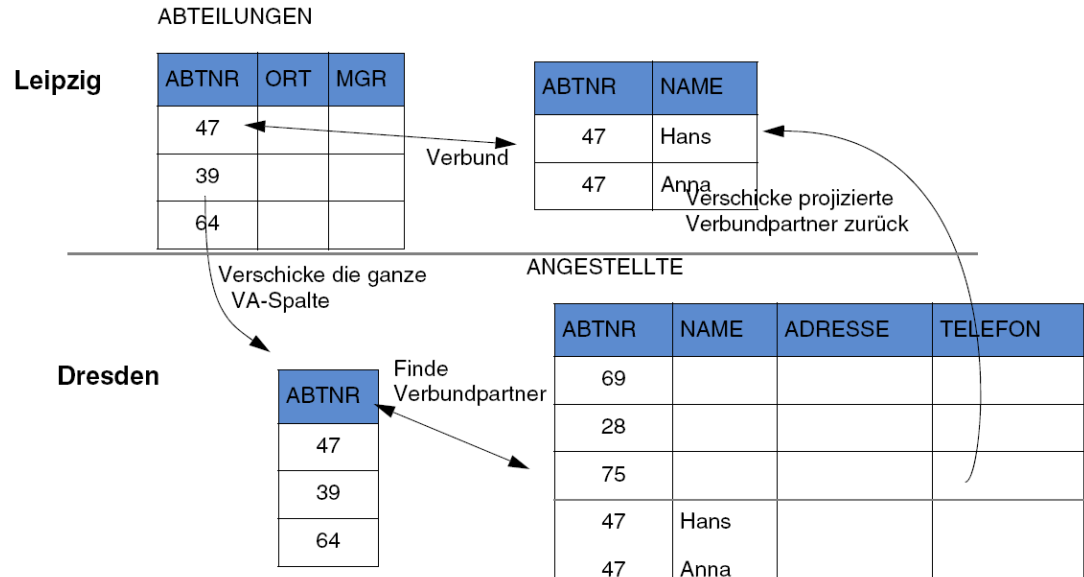 ABTEILUNGEN
Leipzig
ABTNR ORT MGR
47
39
64
ABTNR NAME
47 Hans
47 Anna
Verbund
Verschicke projizierte
Verbundpartner zurück
Verschicke die ganze
VA-Spalte
ANGESTELLTE
Dresden
ABTNR
47
39
64
Finde
Verbundpartner
ABTNR NAME ADRESSE TELEFON
69
28
75
47 Hans
47 Anna